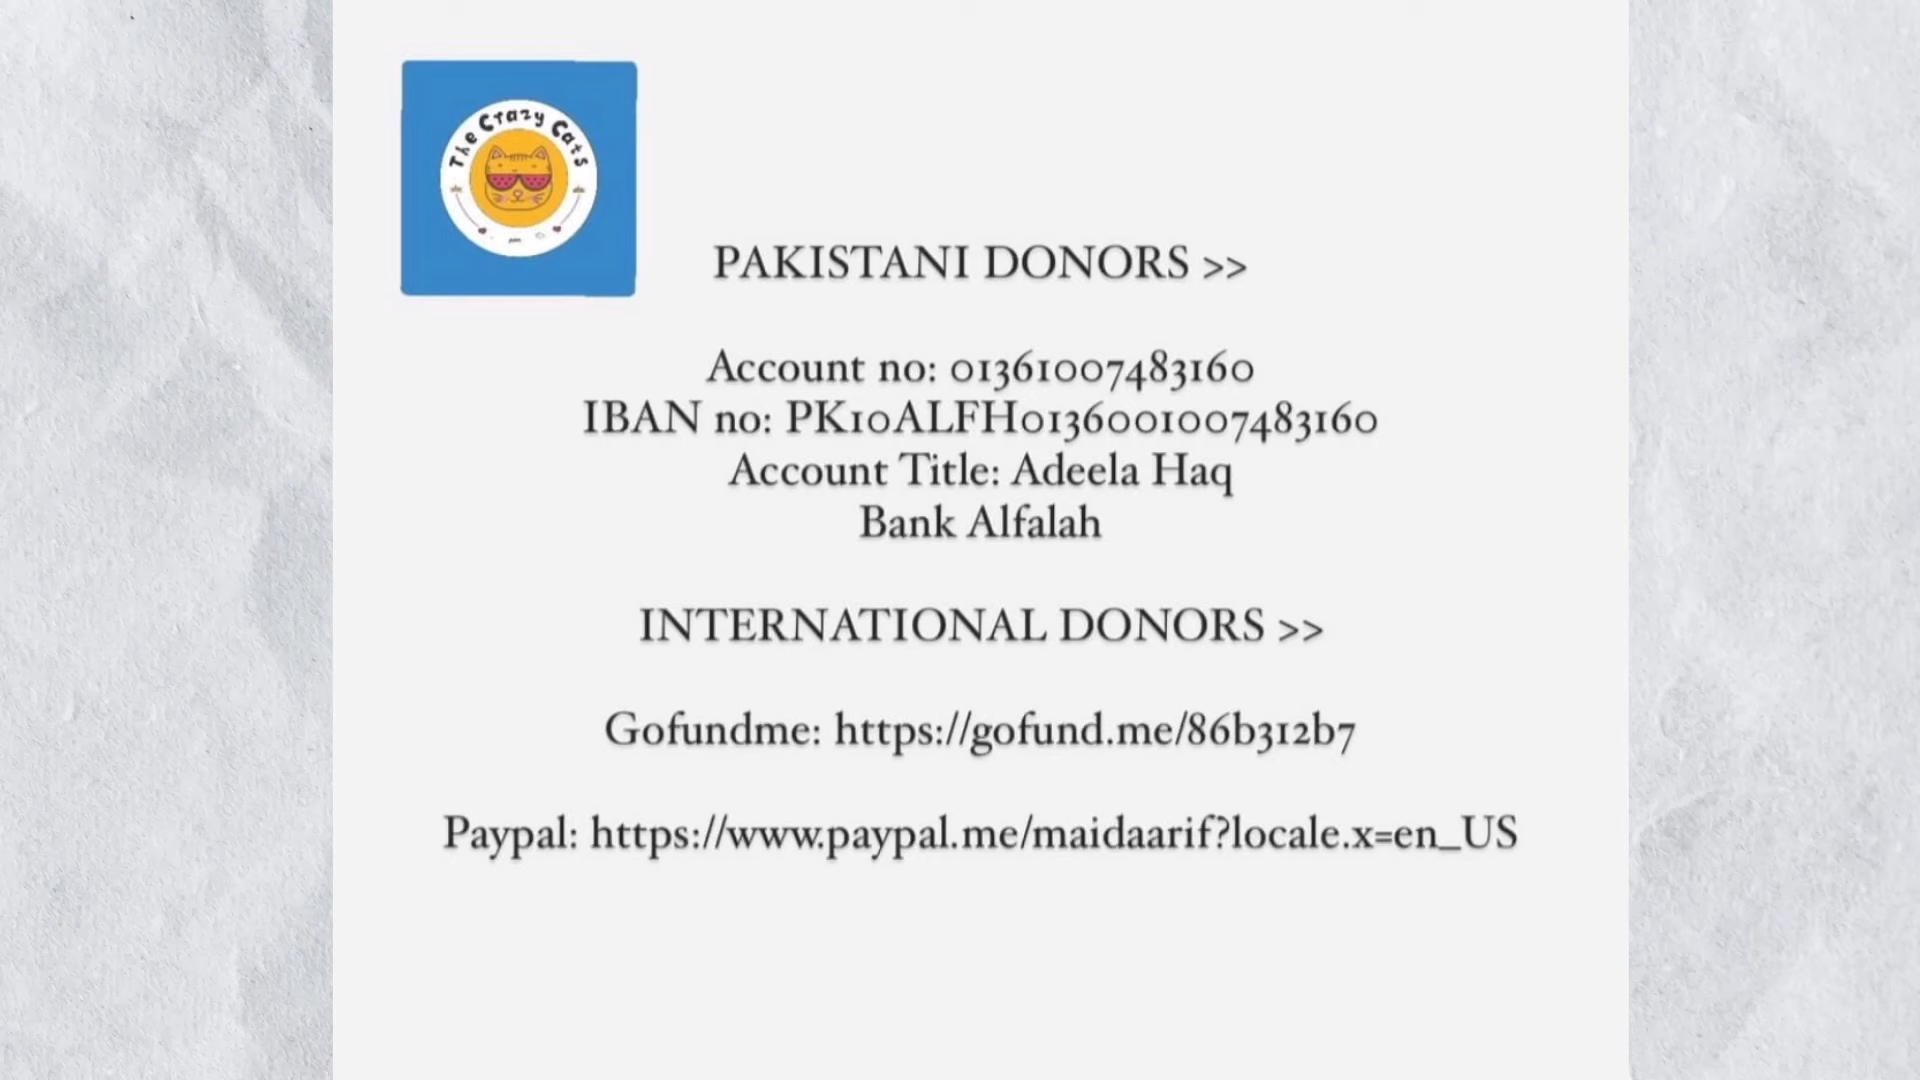 The Crazy Cats
PAKISTANI DONORS >>
Account no: 01361007483160
IBAN no: PK10ALFH0136001007483160
Account Title: Adeela Haq
Bank Alfalah
INTERNATIONAL DONORS >>
Gofundme: https://gofund.me/86b312b7
Paypal: https://www.paypal.me/maidaarif?locale.x=en_US